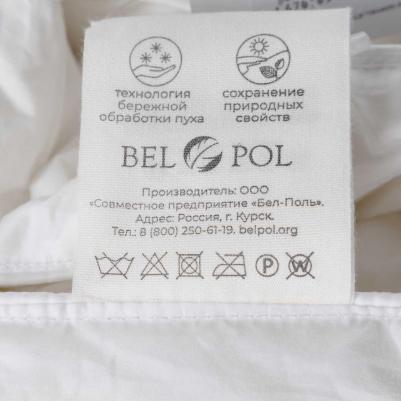 технология
бережной
обработки пуха
сохранение
природных
свойств
BEL POL
Производитель: ООО
«Совместное предприятие «Бел-Поль».
Адрес: Россия, г. Курск.
Тел.: 8 (800) 250-61-19. belpol.org
P
W